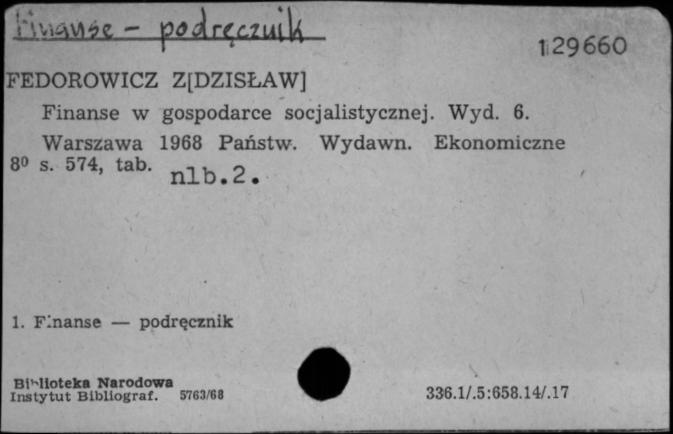 Finanse - podręcznik
129660
FEDOROWICZ Z[DZISŁAW]
Finanse w gospodarce socjalistycznej. Wyd. 6.
Warszawa 1968 Państw. Wydawn. Ekonomiczne
8⁰ s. 574, tab. nlb.2.
1. Finanse — podręcznik
Biblioteka Narodowa
Instytut Bibliograf. 5763/68
336.1/.5:658.14/.17